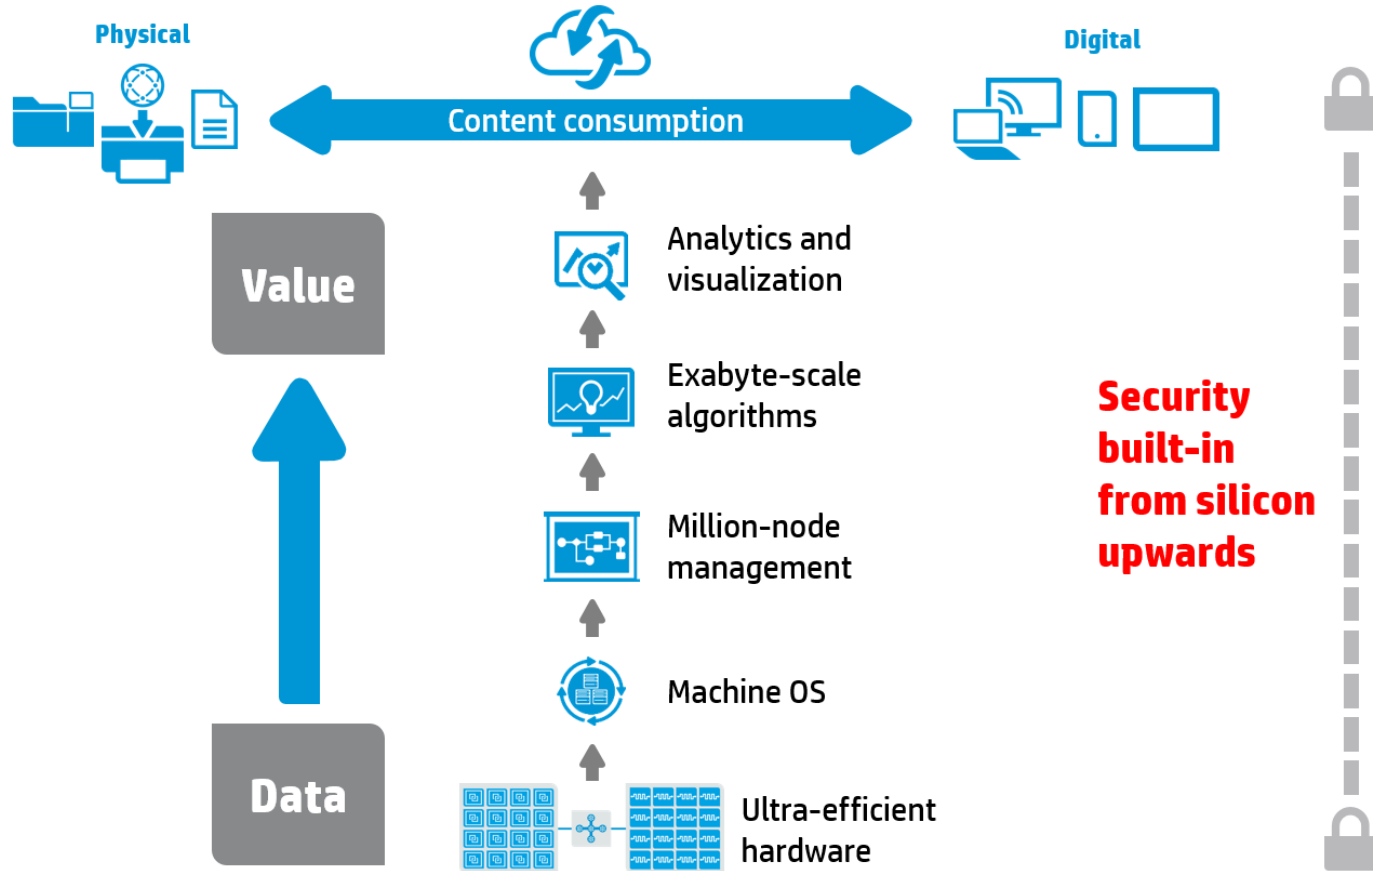 Physical
Digital
Content consumption
Analytics and
visualization
Value
Exabyte-scale
algorithms
Security
built-in
from silicon
upwards
Million-node
management
Machine OS
Data
Ultra-efficient
hardware